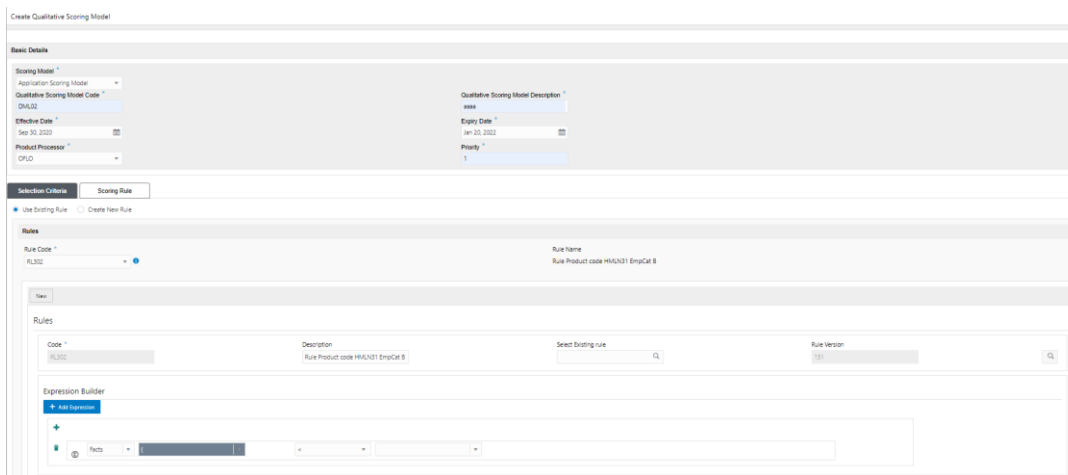 Create Qualitative Scoring Model
Basic Details
Scoring Model *
Application Scoring Model
Qualitative Scoring Model Code *
Qualitative Scoring Model Description *
DML02
aaaa
Effective Date *
Expiry Date *
Sep 30, 2020
Jan 20, 2022
Product Processor *
Priority *
OFLO
1
Selection Criteria
Scoring Rule
Use Existing Rule
Create New Rule
Rules
Rule Code *
Rule Name
RL302
Rule Product code HMLN31 EmpCat B
New
Rules
Code *
Description
Select Existing rule
Rule Version
RL302
Rule Product code HMLN31 EmpCat B
Expression Builder
+ Add Expression
+
Facts
<